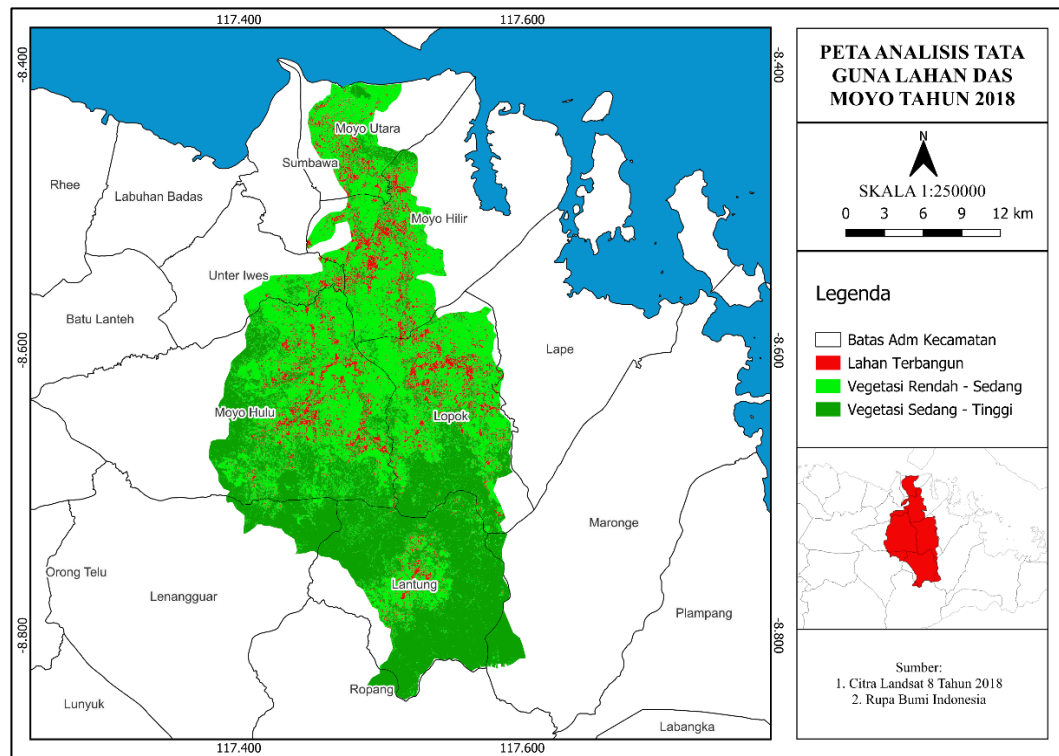 117.400
117.600
-8.400
-8.400
Moyo Utara
Sumbawa
Rhee
Labuhan Badas
Moyo Hilir
Unter Iwes
Batu Lanteh
-8.600
-8.600
Lape
Moyo Hulu
Lopok
Maronge
Orong Telu
Lantung
Lenangguar
Plampang
-8.800
-8.800
Ropang
Lunyuk
Labangka
117.400
117.600
PETA ANALISIS TATA
GUNA LAHAN DAS
MOYO TAHUN 2018
N
SKALA 1:250000
0 3 6 9 12 km
Legenda
Batas Adm Kecamatan
Lahan Terbangun
Vegetasi Rendah - Sedang
Vegetasi Sedang - Tinggi
Sumber:
1. Citra Landsat 8 Tahun 2018
2. Rupa Bumi Indonesia